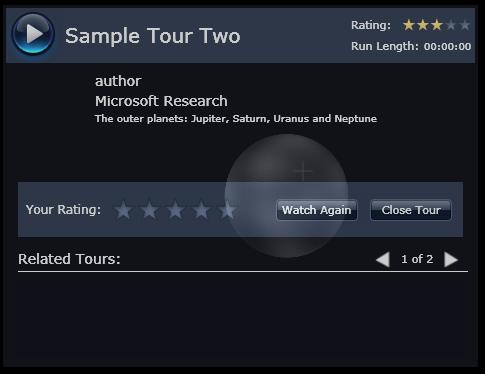 Sample Tour Two
Rating:
Run Length: 00:00:00
author
Microsoft Research
The outer planets: Jupiter, Saturn, Uranus and Neptune
Your Rating:
Watch Again
Close Tour
Related Tours:
1 of 2